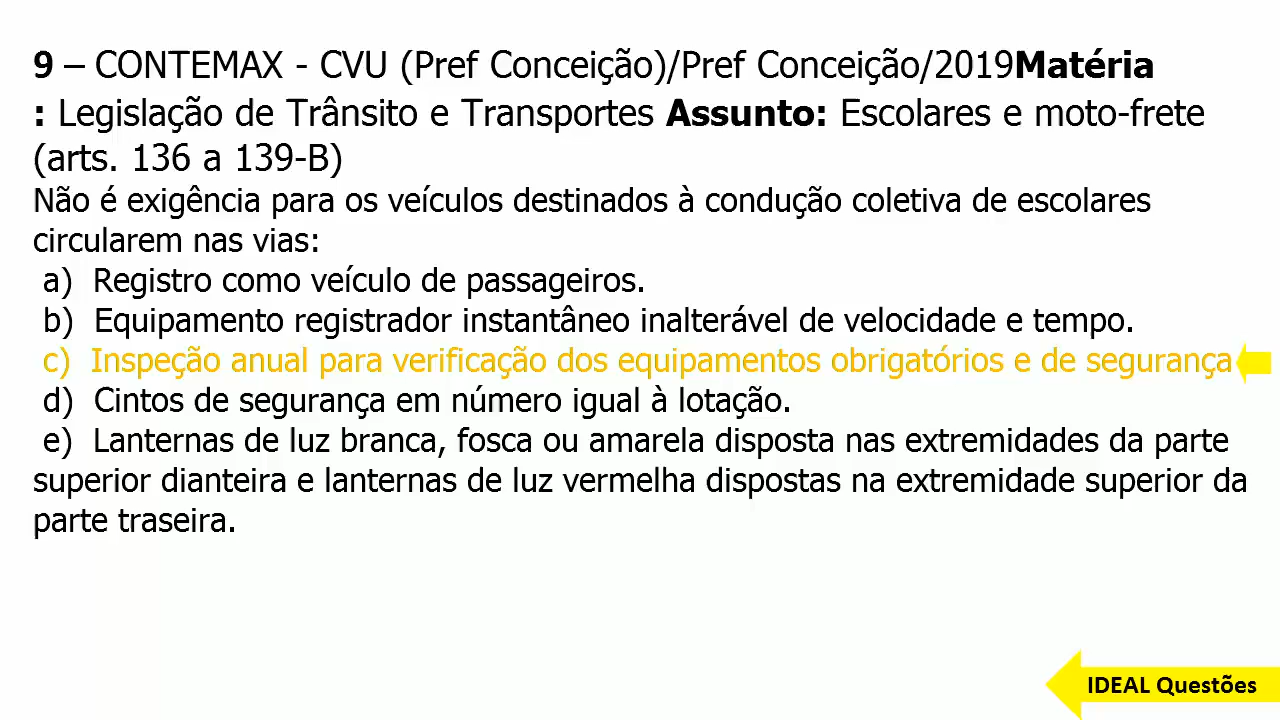 9 – CONTEMAX - CVU (Pref Conceição)/Pref Conceição/2019Matéria
: Legislação de Trânsito e Transportes Assunto: Escolares e moto-frete
(arts. 136 a 139-B)
Não é exigência para os veículos destinados à condução coletiva de escolares
circularem nas vias:
a) Registro como veículo de passageiros.
b) Equipamento registrador instantâneo inalterável de velocidade e tempo.
c) Inspeção anual para verificação dos equipamentos obrigatórios e de segurança
d) Cintos de segurança em número igual à lotação.
e) Lanternas de luz branca, fosca ou amarela disposta nas extremidades da parte
superior dianteira e lanternas de luz vermelha dispostas na extremidade superior da
parte traseira.
IDEAL Questões